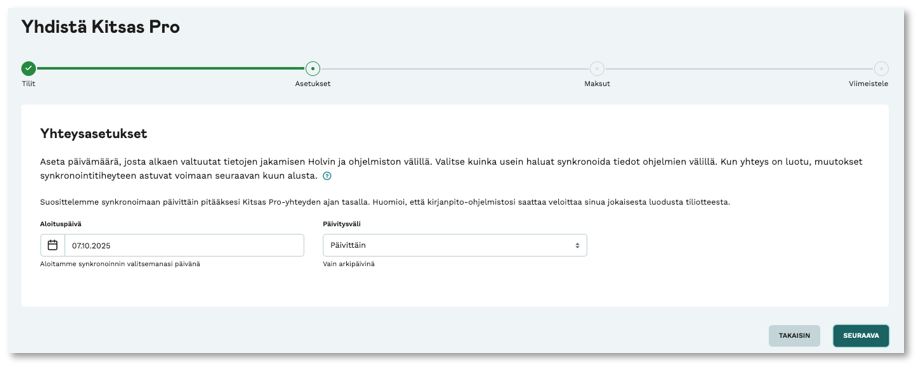 Yhdistä Kitsas Pro
Tilit
Asetukset
Maksut
Viimeistele
Yhteysasetukset
Aseta päivämäärä, josta alkaen valtuutat tietojen jakamisen Holvin ja ohjelmiston välillä. Valitse kuinka usein haluat synkronoida tiedot ohjelmien välillä. Kun yhteys on luotu, muutokset
synkronointitiheyteen astuvat voimaan seuraavan kuun alusta. ?
Suosittelemme synkronoimaan päivittäin pitääksesi Kitsas Pro-yhteyden ajan tasalla. Huomioi, että kirjanpito-ohjelmistosi saattaa veloittaa sinua jokaisesta luodusta tiliotteesta.
Aloituspäivä
Päivitysväli
07.10.2025
Päivittäin
Aloitamme synkronoinnin valitsemanasi päivänä
Vain arkipäivinä
TAKAISIN
SEURAAVA